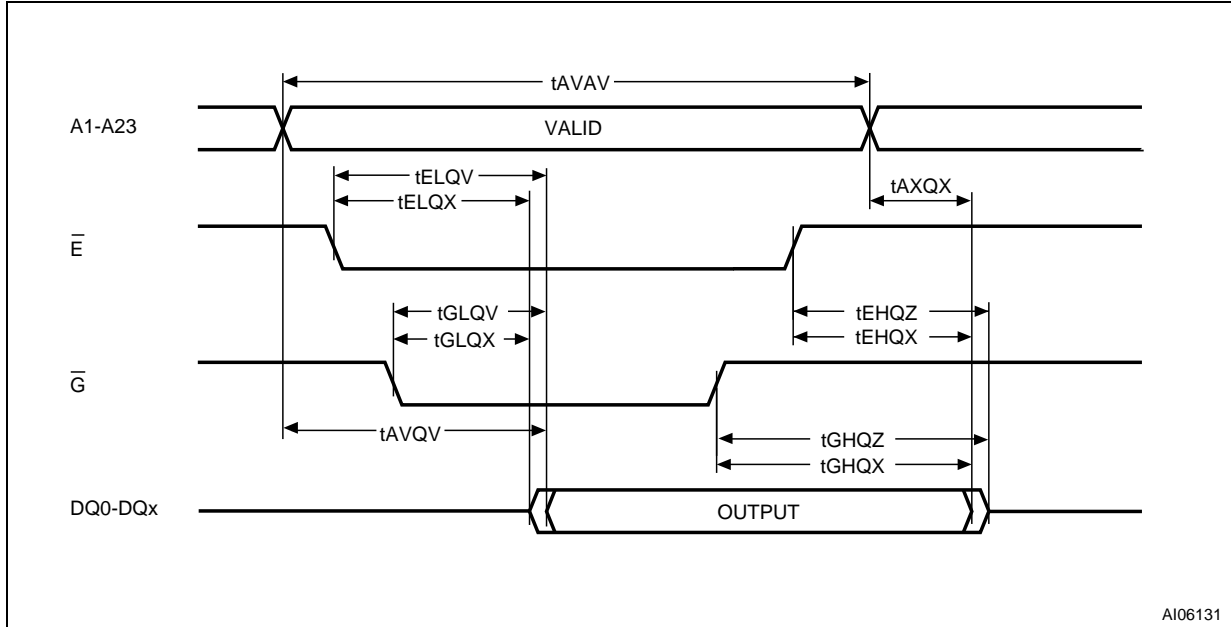 tAVAV
A1-A23
VALID
tELQV
tAXQX
tELQX
E̅
tGLQV
tEHQZ
tGLQX
tEHQX
G̅
tAVQV
tGHQZ
tGHQX
DQ0-DQx
OUTPUT
AI06131